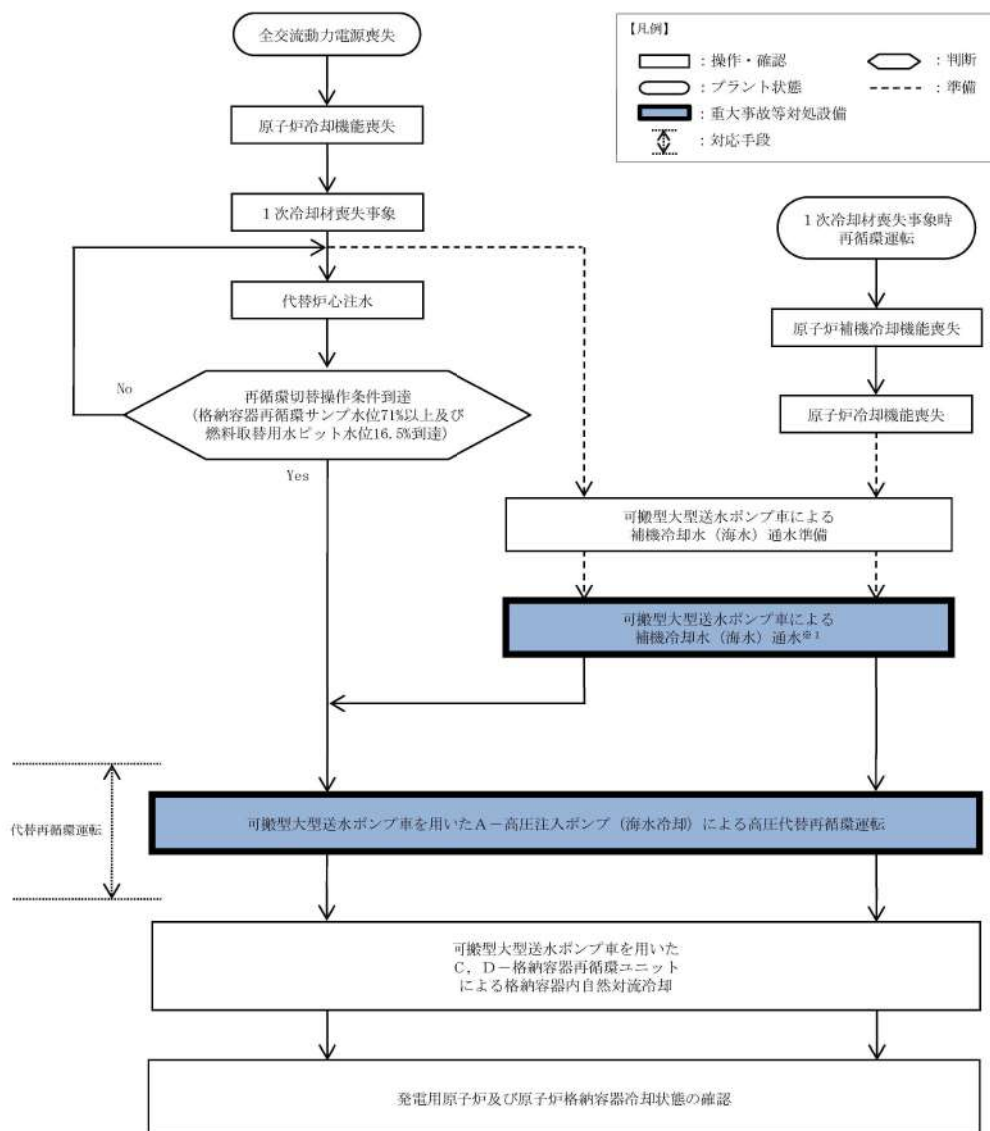 全交流動力電源喪失
原子炉冷却機能喪失
1次冷却材喪失事象
代替炉心注水
No
再循環切替操作条件到達
(格納容器再循環サンプ水位71%以上及び
燃料取替用水ピット水位16.5%到達)
Yes
【凡例】
：操作・確認
：判断
：プラント状態
：準備
：重大事故等対処設備
：対応手段
1次冷却材喪失事象時
再循環運転
原子炉補機冷却機能喪失
原子炉冷却機能喪失
可搬型大型送水ポンプ車による
補機冷却水（海水）通水準備
可搬型大型送水ポンプ車による
補機冷却水（海水）通水※1
代替再循環運転
可搬型大型送水ポンプ車を用いたA－高圧注入ポンプ（海水冷却）による高圧代替再循環運転
可搬型大型送水ポンプ車を用いた
C，D－格納容器再循環ユニット
による格納容器内自然対流冷却
発電用原子炉及び原子炉格納容器冷却状態の確認